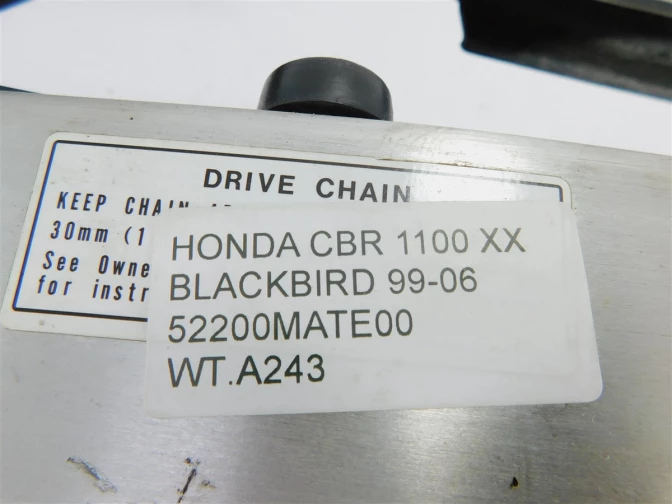 DRIVE CHAIN
KEEP CHAIN
30mm (1
See Owne
for instr
HONDA CBR 1100 XX
BLACKBIRD 99-06
52200MATE00
WT.A243